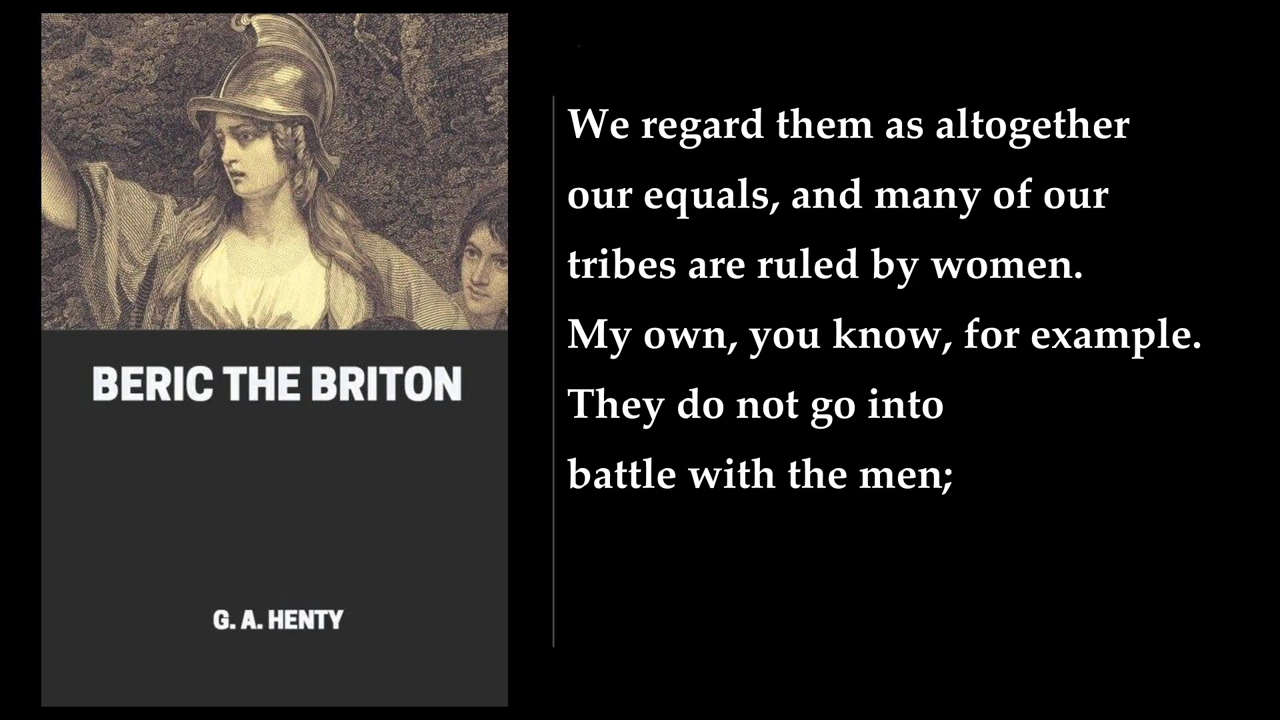 BERIC THE BRITON
G. A. HENTY
We regard them as altogether
our equals, and many of our
tribes are ruled by women.
My own, you know, for example.
They do not go into
battle with the men;